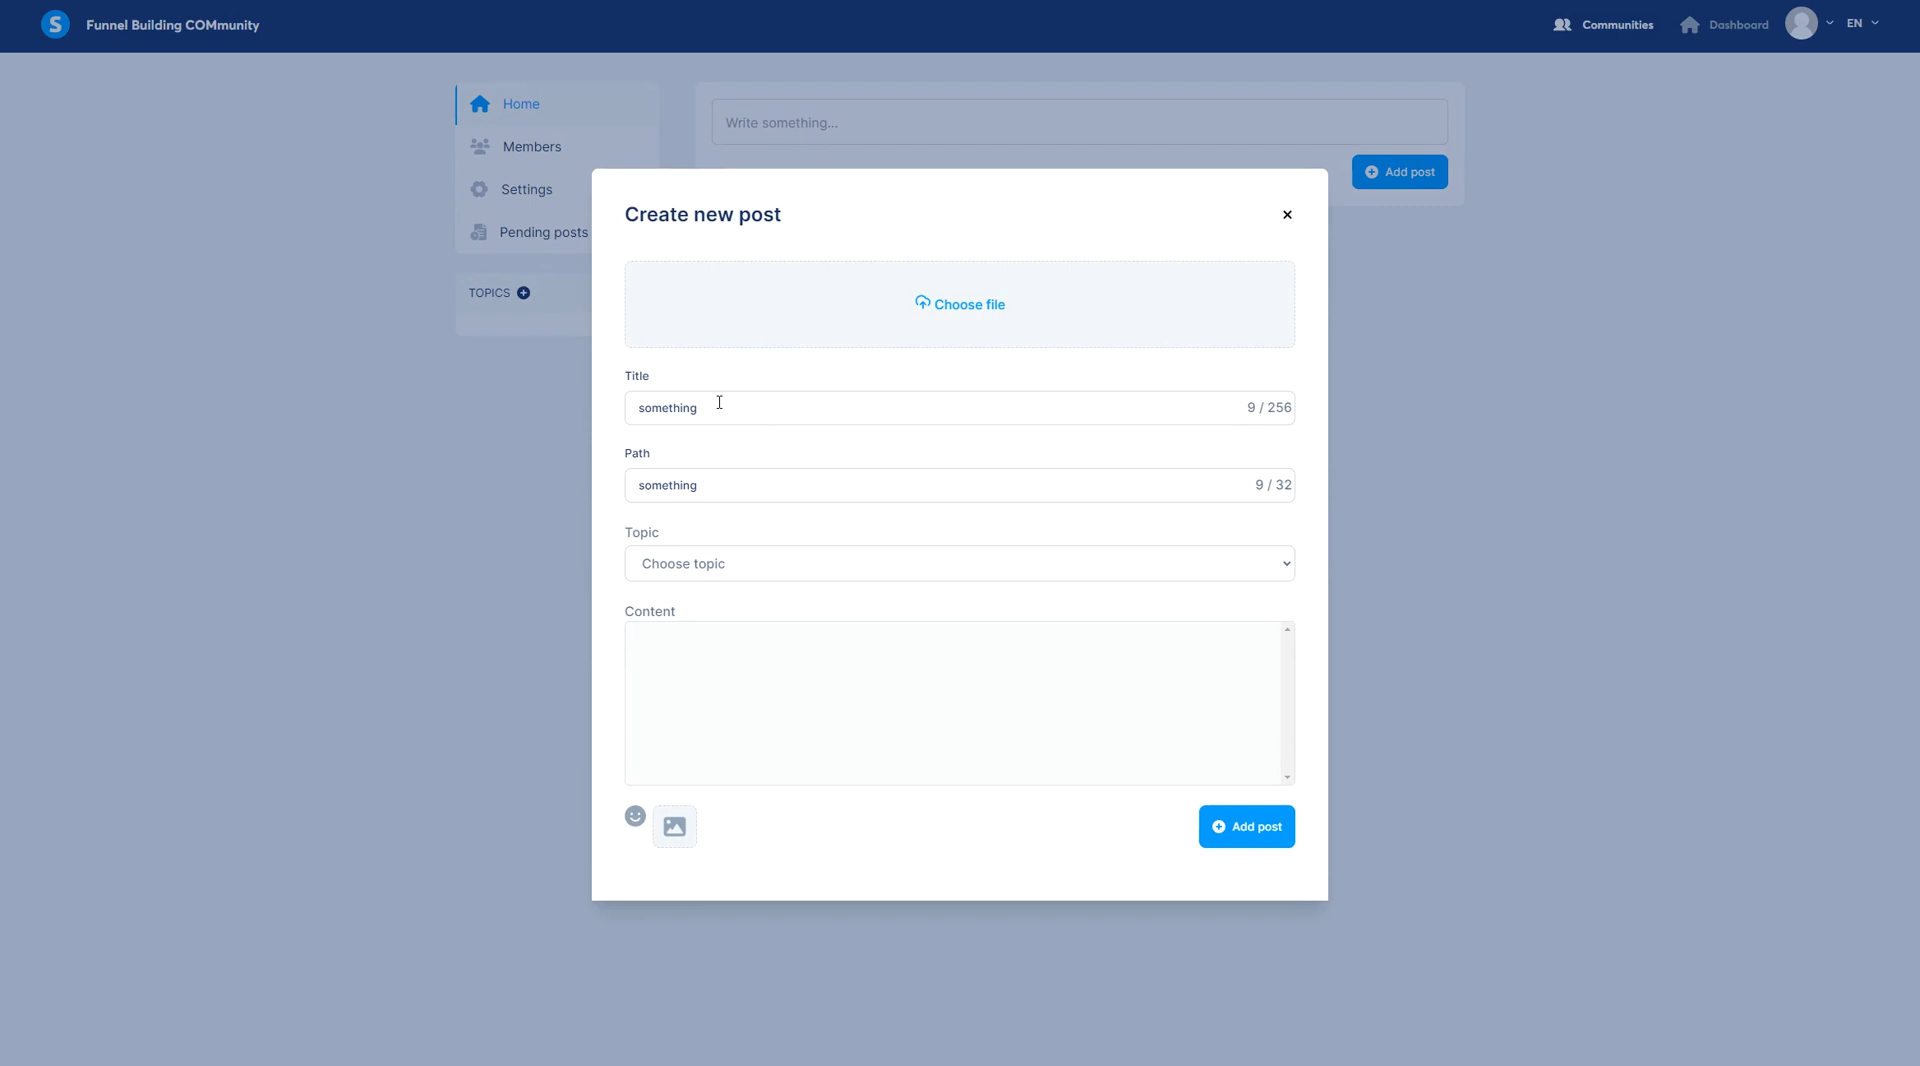 S Funnel Building COMmunity
Communities
Dashboard
EN
Home
Members
Settings
Pending posts
TOPICS
Write something...
Add post
Create new post
×
Choose file
Title
something 9 / 256
Path
something 9 / 32
Topic
Choose topic
Content
Add post